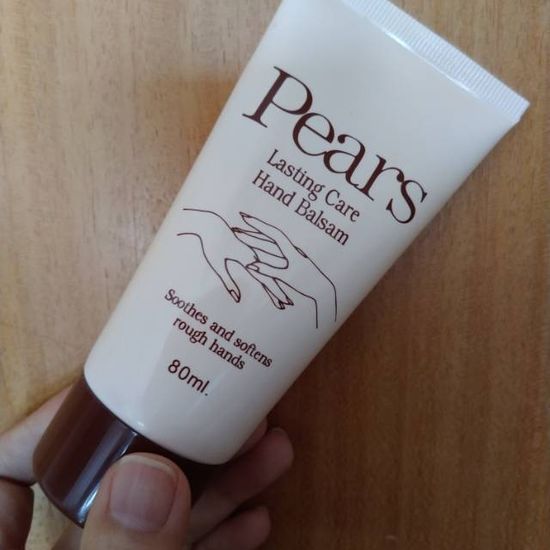 Pears
Lasting Care
Hand Balsam
Soothes and softens
rough hands
80ml.